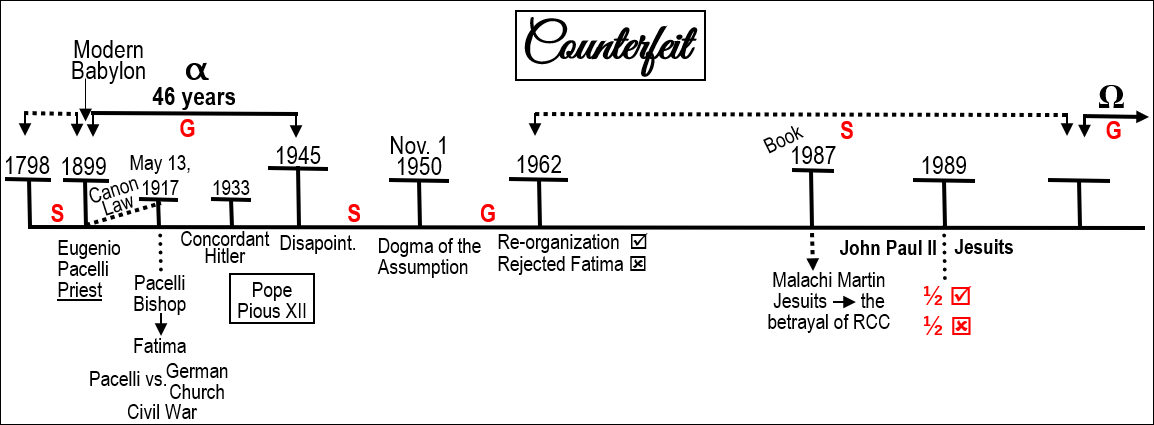 Counterfeit
Modern
Babylon
α
46 years
G
Ω
G
S
Book
1798
1899
May 13,
1917
1933
1945
Nov. 1
1950
1962
1987
1989
Canon
Law
S
S
G
Eugenio
Pacelli
Priest
Pacelli
Bishop
Fatima
Pacelli vs. German
Church
Civil War
Concordant
Hitler
Pope
Pious XII
Disapoint.
Dogma of the
Assumption
Re-organization ☑
Rejected Fatima ☒
Malachi Martin
Jesuits → the
betrayal of RCC
John Paul II
Jesuits
½ ☑
½ ☒